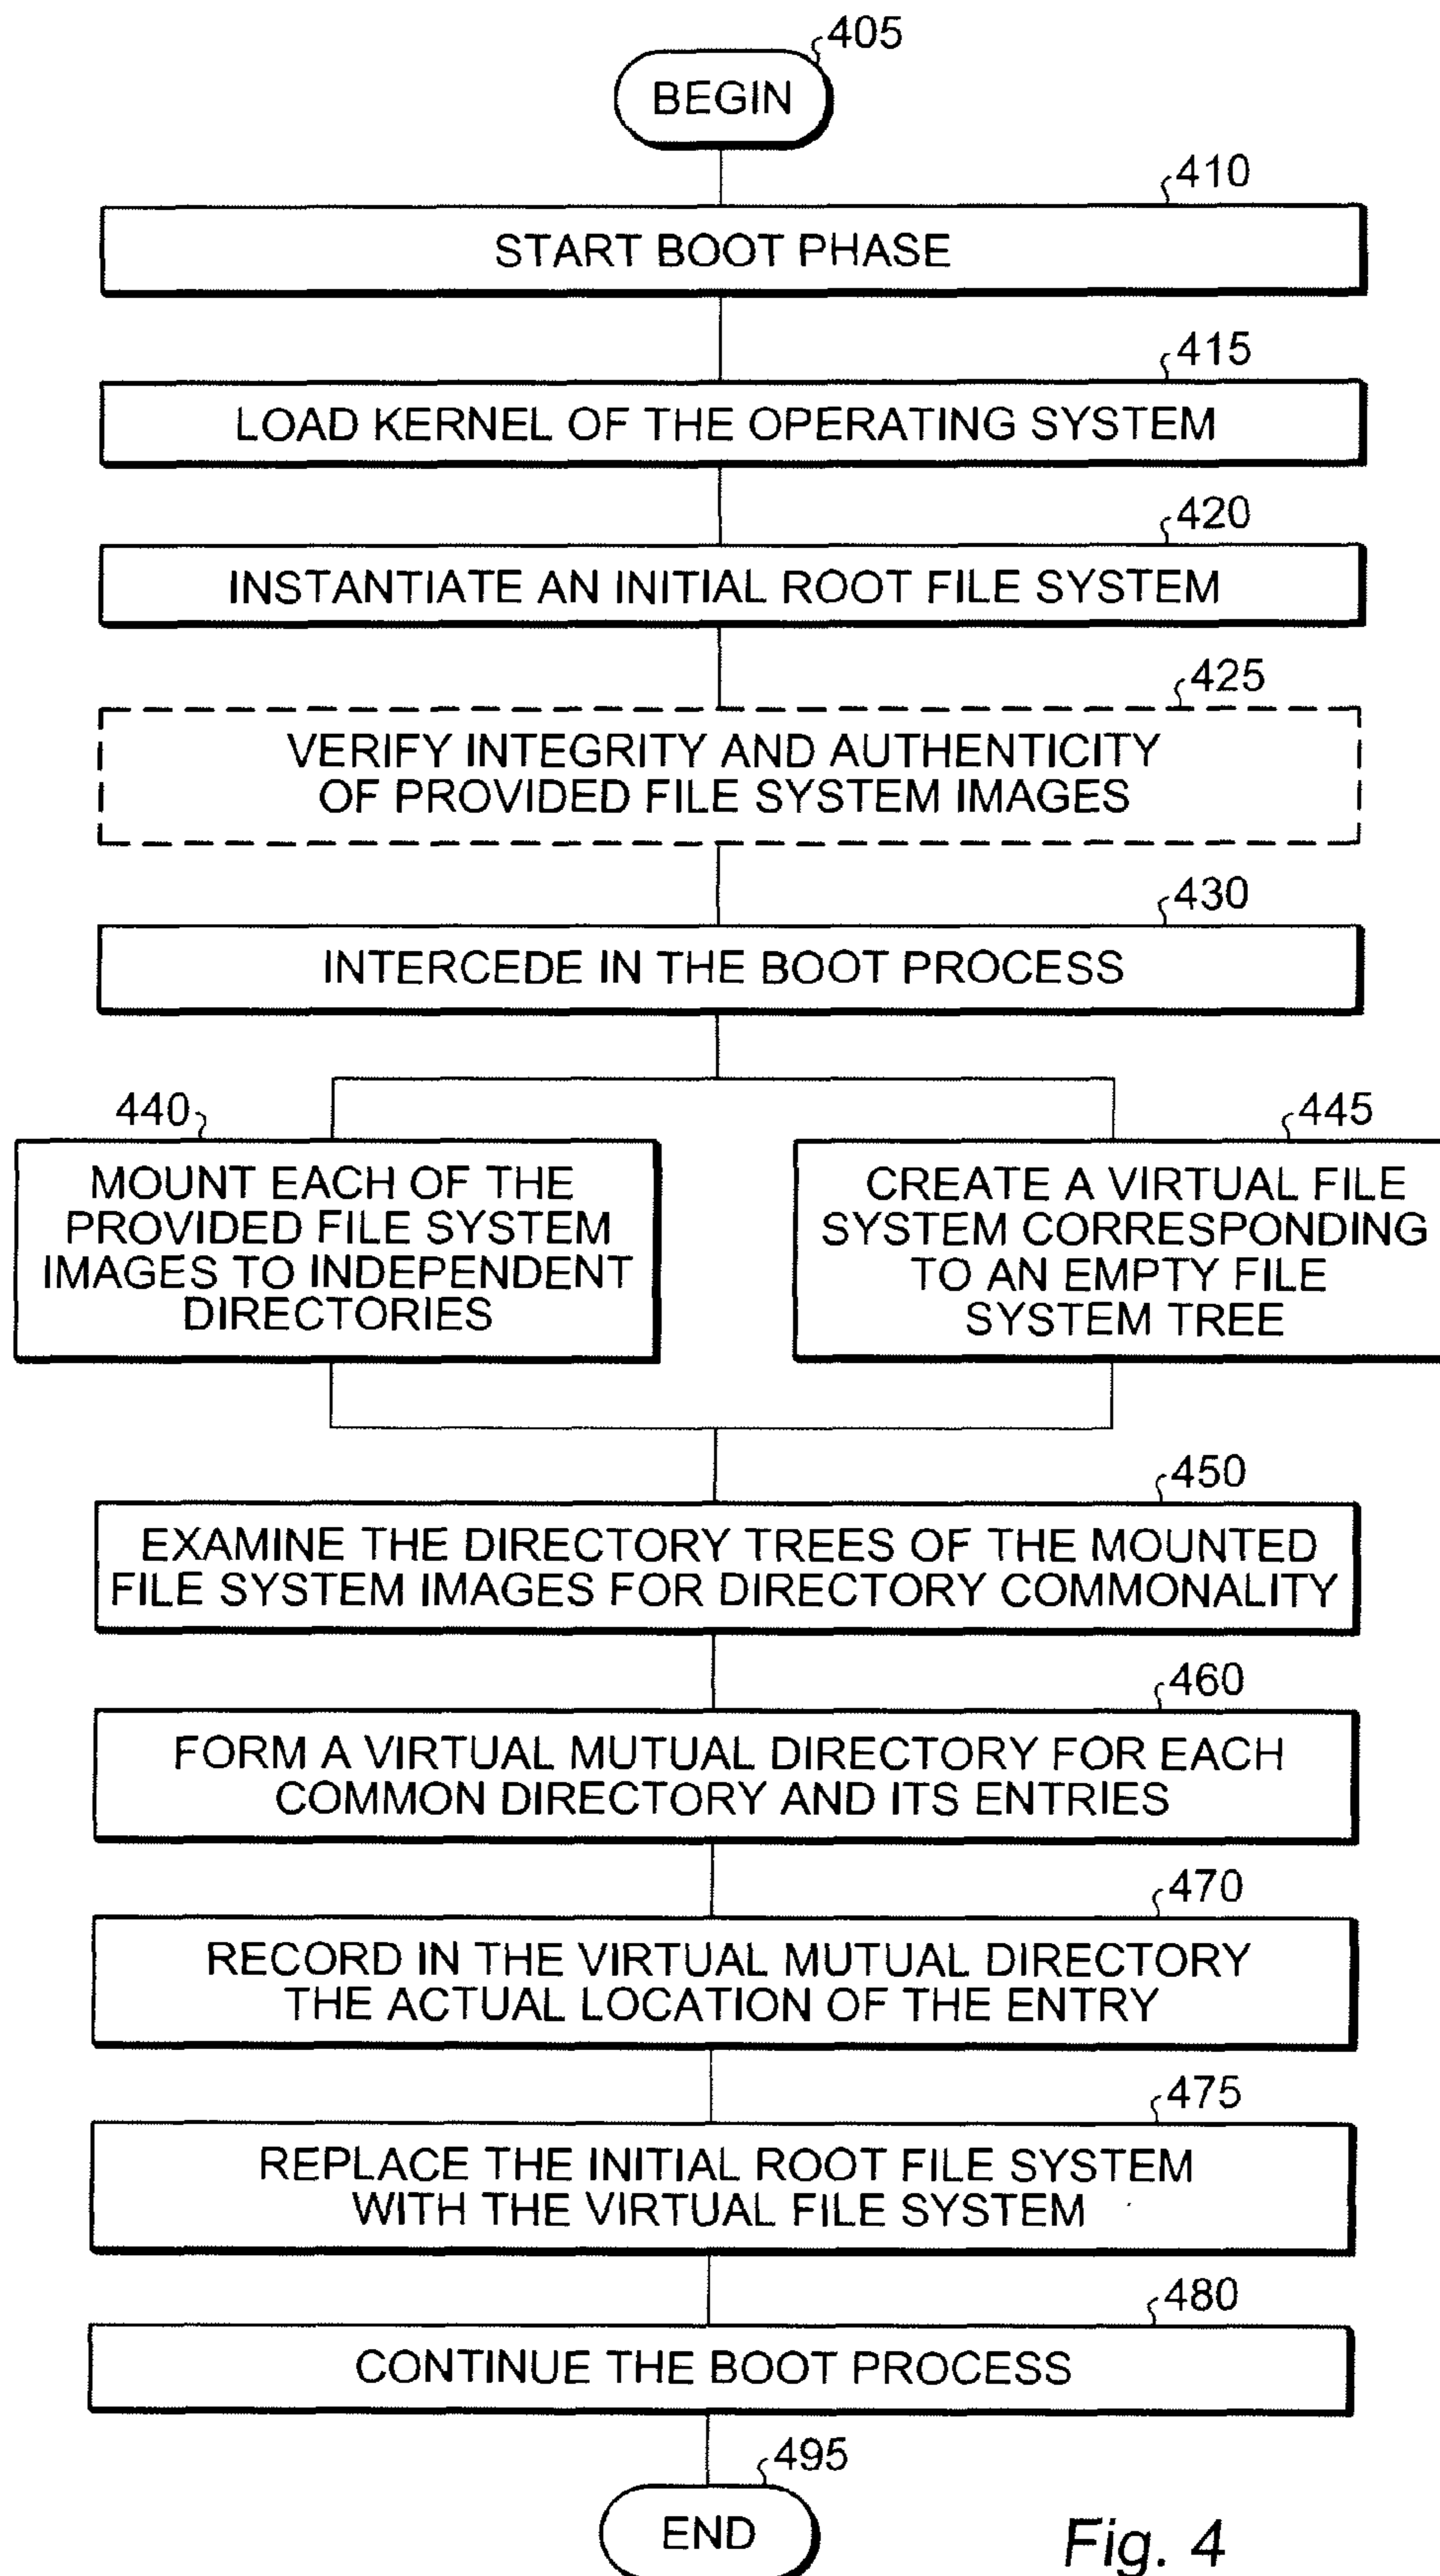 405
BEGIN
410
START BOOT PHASE
415
LOAD KERNEL OF THE OPERATING SYSTEM
420
INSTANTIATE AN INITIAL ROOT FILE SYSTEM
425
VERIFY INTEGRITY AND AUTHENTICITY
OF PROVIDED FILE SYSTEM IMAGES
430
INTERCEDE IN THE BOOT PROCESS
440
MOUNT EACH OF THE
PROVIDED FILE SYSTEM
IMAGES TO INDEPENDENT
DIRECTORIES
445
CREATE A VIRTUAL FILE
SYSTEM CORRESPONDING
TO AN EMPTY FILE
SYSTEM TREE
450
EXAMINE THE DIRECTORY TREES OF THE MOUNTED
FILE SYSTEM IMAGES FOR DIRECTORY COMMONALITY
460
FORM A VIRTUAL MUTUAL DIRECTORY FOR EACH
COMMON DIRECTORY AND ITS ENTRIES
470
RECORD IN THE VIRTUAL MUTUAL DIRECTORY
THE ACTUAL LOCATION OF THE ENTRY
475
REPLACE THE INITIAL ROOT FILE SYSTEM
WITH THE VIRTUAL FILE SYSTEM
480
CONTINUE THE BOOT PROCESS
495
END
Fig. 4